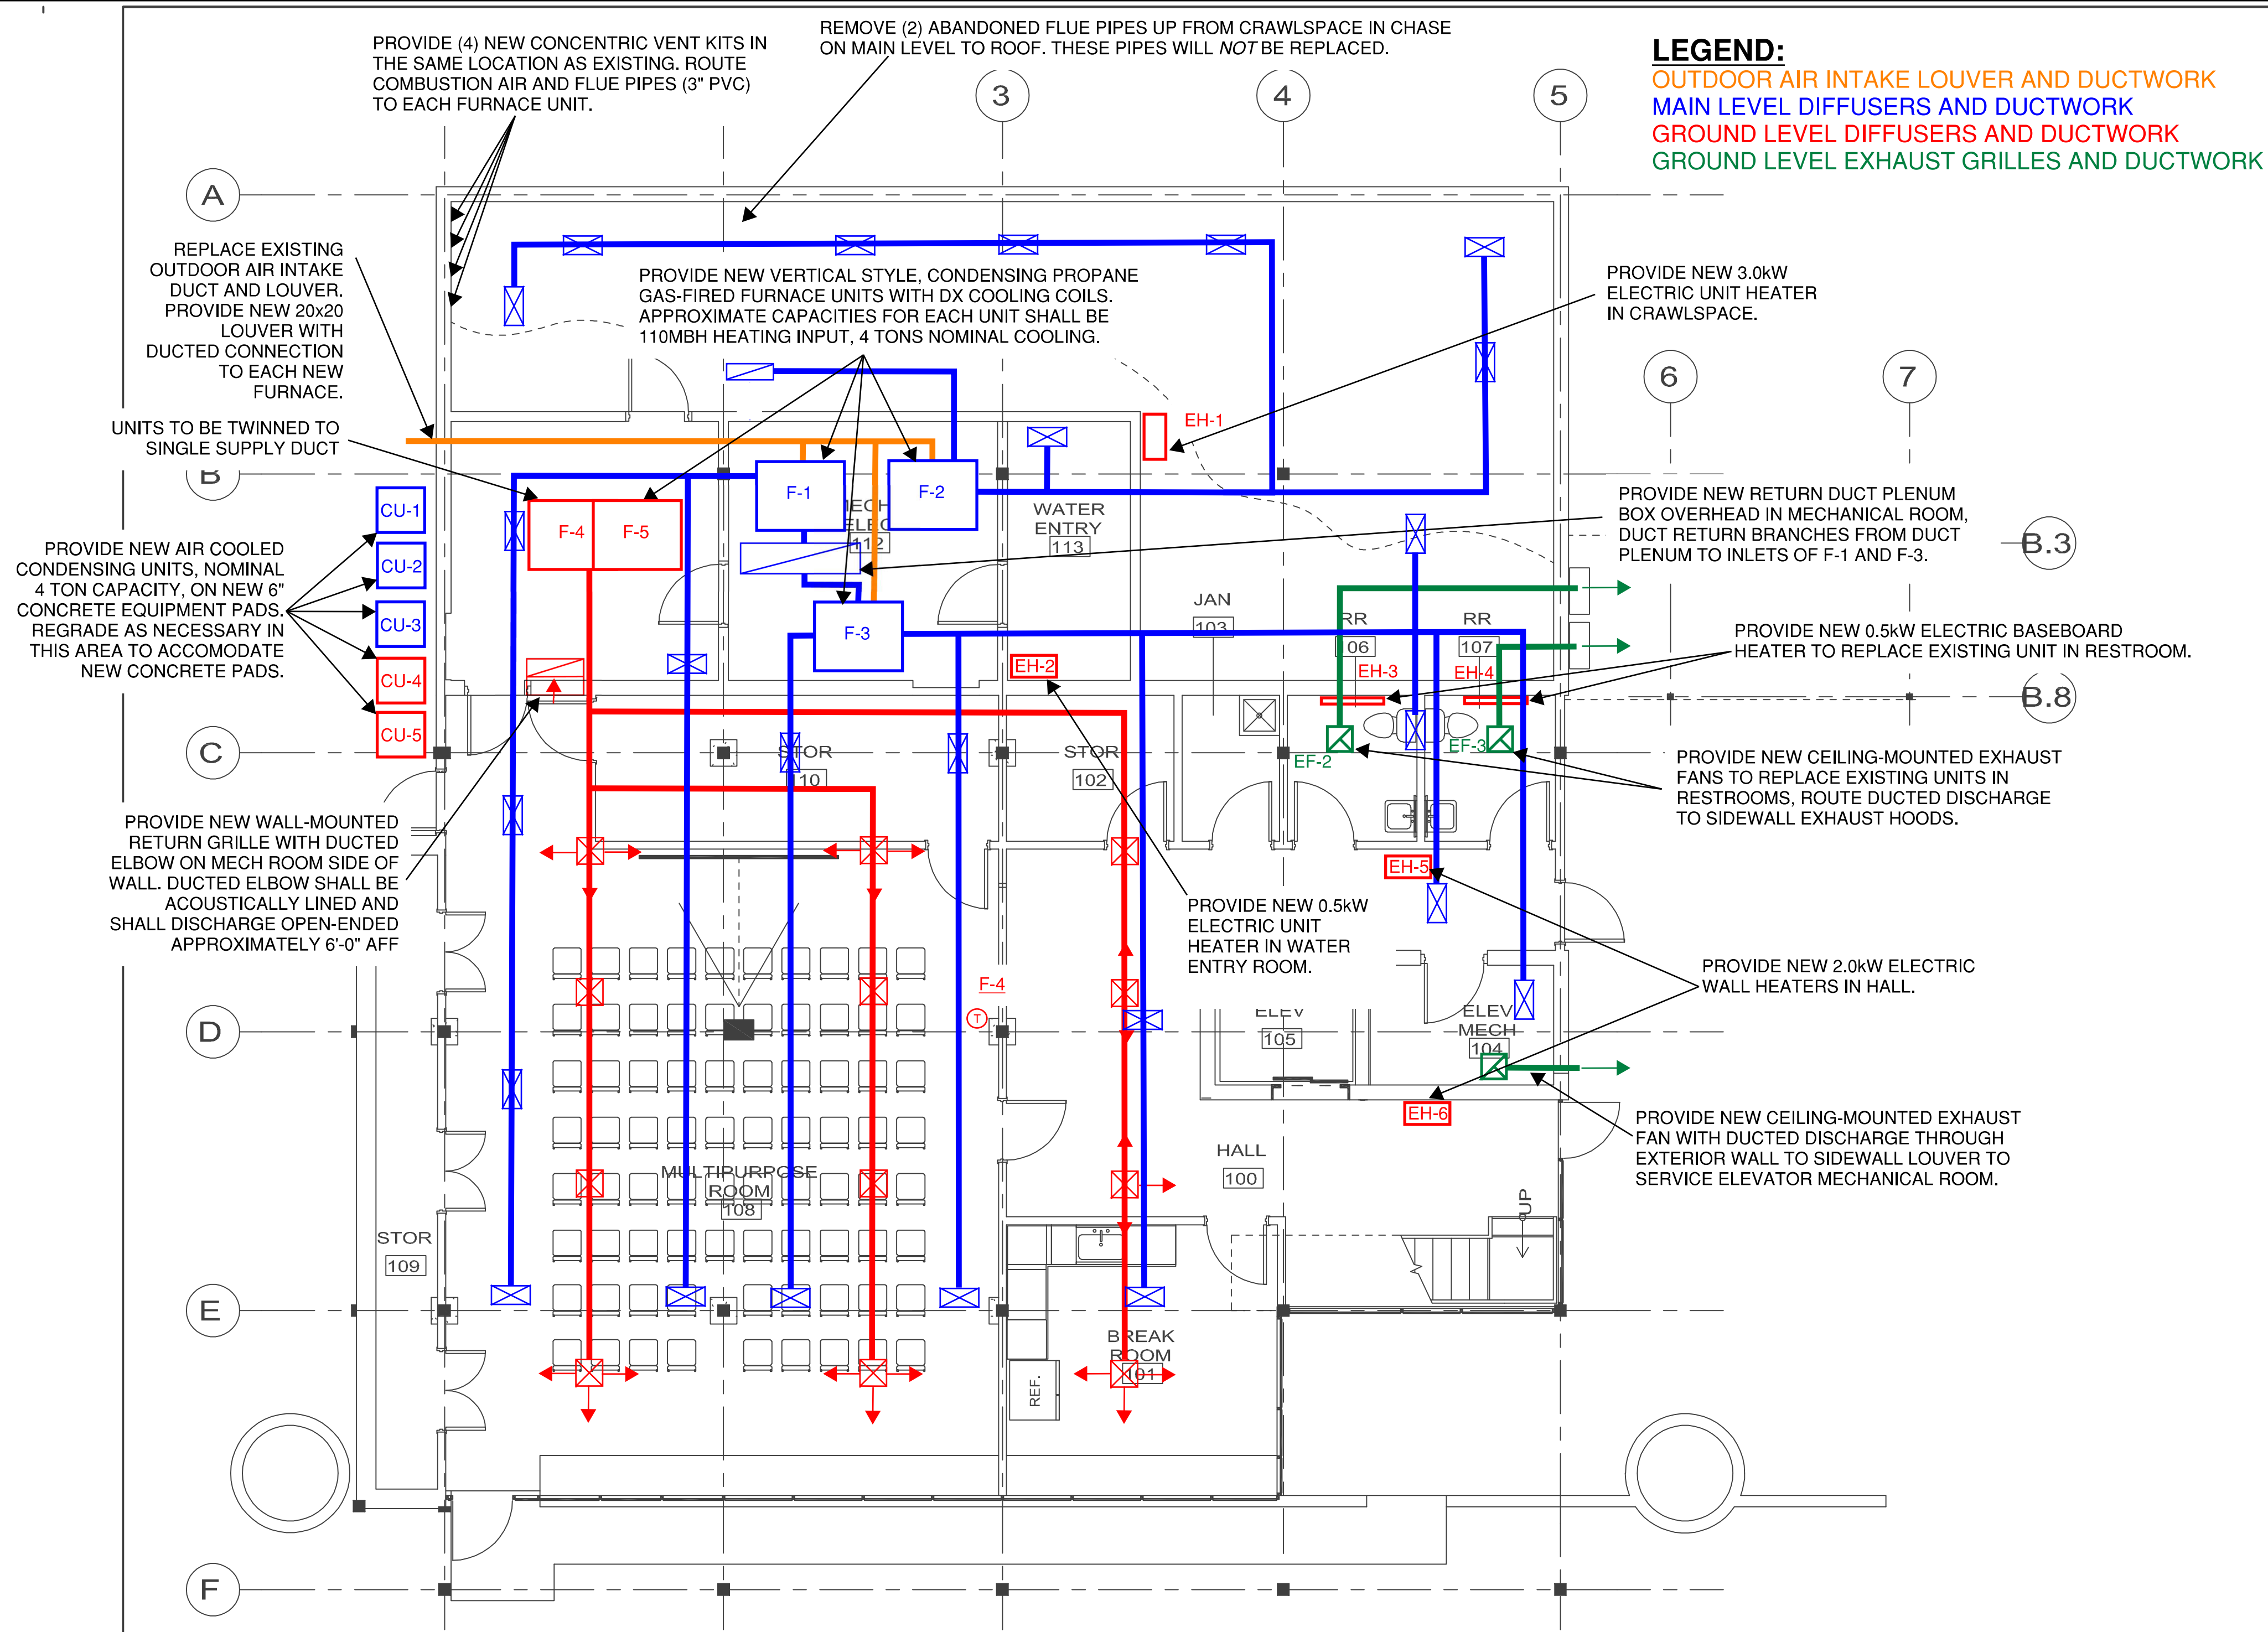 PROVIDE (4) NEW CONCENTRIC VENT KITS IN
THE SAME LOCATION AS EXISTING. ROUTE
COMBUSTION AIR AND FLUE PIPES (3" PVC)
TO EACH FURNACE UNIT.
REMOVE (2) ABANDONED FLUE PIPES UP FROM CRAWLSPACE IN CHASE
ON MAIN LEVEL TO ROOF. THESE PIPES WILL NOT BE REPLACED.
LEGEND:
OUTDOOR AIR INTAKE LOUVER AND DUCTWORK
MAIN LEVEL DIFFUSERS AND DUCTWORK
GROUND LEVEL DIFFUSERS AND DUCTWORK
GROUND LEVEL EXHAUST GRILLES AND DUCTWORK
3
4
5
A
REPLACE EXISTING
OUTDOOR AIR INTAKE
DUCT AND LOUVER.
PROVIDE NEW 20x20
LOUVER WITH
DUCTED CONNECTION
TO EACH NEW
FURNACE.
PROVIDE NEW VERTICAL STYLE, CONDENSING PROPANE
GAS-FIRED FURNACE UNITS WITH DX COOLING COILS.
APPROXIMATE CAPACITIES FOR EACH UNIT SHALL BE
110MBH HEATING INPUT, 4 TONS NOMINAL COOLING.
PROVIDE NEW 3.0kW
ELECTRIC UNIT HEATER
IN CRAWLSPACE.
6
7
UNITS TO BE TWINNED TO
SINGLE SUPPLY DUCT
EH-1
B
CU-1
CU-2
CU-3
CU-4
CU-5
F-4
F-5
F-1
F-2
F-3
MECH
ELEC
112
WATER
ENTRY
113
PROVIDE NEW RETURN DUCT PLENUM
BOX OVERHEAD IN MECHANICAL ROOM,
DUCT RETURN BRANCHES FROM DUCT
PLENUM TO INLETS OF F-1 AND F-3.
B.3
PROVIDE NEW AIR COOLED
CONDENSING UNITS, NOMINAL
4 TON CAPACITY, ON NEW 6"
CONCRETE EQUIPMENT PADS.
REGRADE AS NECESSARY IN
THIS AREA TO ACCOMODATE
NEW CONCRETE PADS.
JAN
103
RR
106
RR
107
PROVIDE NEW 0.5kW ELECTRIC BASEBOARD
HEATER TO REPLACE EXISTING UNIT IN RESTROOM.
EH-2
EH-3
EH-4
B.8
C
STOR
110
STOR
102
EF-2
EF-3
PROVIDE NEW CEILING-MOUNTED EXHAUST
FANS TO REPLACE EXISTING UNITS IN
RESTROOMS, ROUTE DUCTED DISCHARGE
TO SIDEWALL EXHAUST HOODS.
PROVIDE NEW WALL-MOUNTED
RETURN GRILLE WITH DUCTED
ELBOW ON MECH ROOM SIDE OF
WALL. DUCTED ELBOW SHALL BE
ACOUSTICALLY LINED AND
SHALL DISCHARGE OPEN-ENDED
APPROXIMATELY 6'-0" AFF
EH-5
PROVIDE NEW 0.5kW
ELECTRIC UNIT
HEATER IN WATER
ENTRY ROOM.
PROVIDE NEW 2.0kW ELECTRIC
WALL HEATERS IN HALL.
F-4
T
D
ELEV
105
ELEV
MECH
104
EH-6
PROVIDE NEW CEILING-MOUNTED EXHAUST
FAN WITH DUCTED DISCHARGE THROUGH
EXTERIOR WALL TO SIDEWALL LOUVER TO
SERVICE ELEVATOR MECHANICAL ROOM.
HALL
100
MULTIPURPOSE
ROOM
108
UP
STOR
109
E
BREAK
ROOM
101
REF.
F